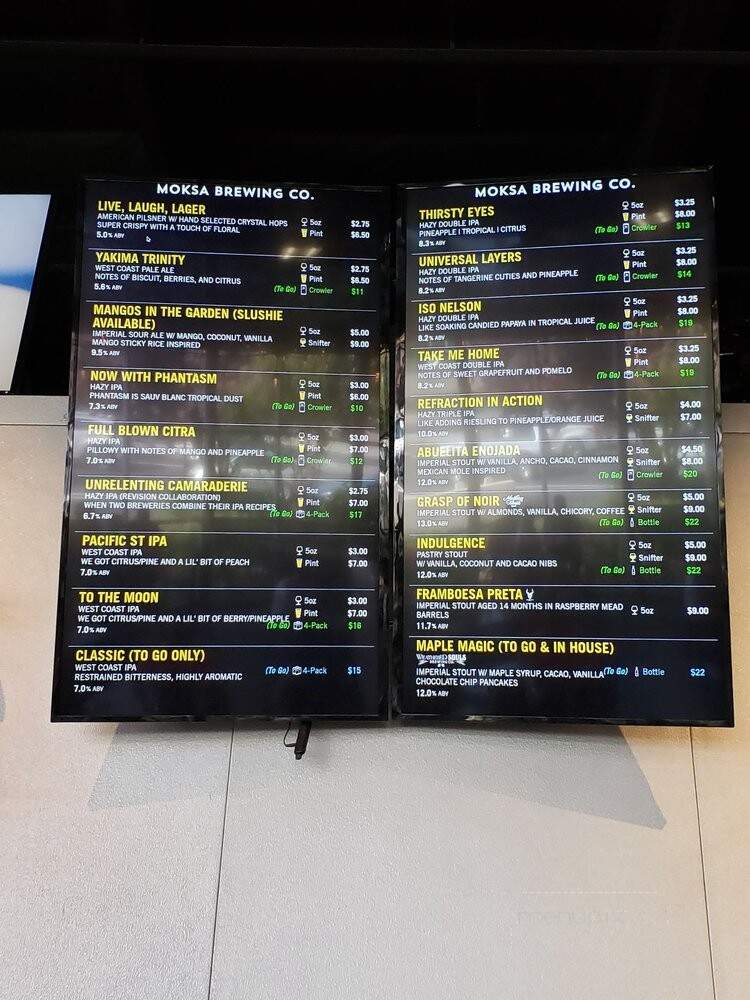 MOKSA BREWING CO.
LIVE, LAUGH, LAGER
AMERICAN PILSNER W/ HAND SELECTED CRYSTAL HOPS
SUPER CRISPY WITH A TOUCH OF FLORAL
5.0% ABV
5oz $2.75
Pint $6.50
YAKIMA TRINITY
WEST COAST PALE ALE
NOTES OF BISCUIT, BERRIES, AND CITRUS
5.6% ABV
5oz $2.75
Pint $6.50
(To Go) Crowler $11
MANGOS IN THE GARDEN (SLUSHIE
AVAILABLE)
IMPERIAL SOUR ALE W/ MANGO, COCONUT, VANILLA
MANGO STICKY RICE INSPIRED
9.5% ABV
5oz $5.00
Snifter $9.00
NOW WITH PHANTASM
HAZY IPA
PHANTASM IS SAUV BLANC TROPICAL DUST
7.3% ABV
5oz $3.00
Pint $6.00
(To Go) Crowler $10
FULL BLOWN CITRA
HAZY IPA
PILLOWY WITH NOTES OF MANGO AND PINEAPPLE
7.0% ABV
5oz $3.00
Pint $7.00
(To Go) Crowler $12
UNRELENTING CAMARADERIE
HAZY IPA (REVISION COLLABORATION)
WHEN TWO BREWERIES COMBINE THEIR IPA RECIPES
6.7% ABV
5oz $2.75
Pint $7.00
(To Go) 4-Pack $17
PACIFIC ST IPA
WEST COAST IPA
WE GOT CITRUS/PINE AND A LIL' BIT OF PEACH
7.0% ABV
5oz $3.00
Pint $7.00
TO THE MOON
WEST COAST IPA
WE GOT CITRUS/PINE AND A LIL' BIT OF BERRY/PINEAPPLE
7.0% ABV
5oz $3.00
Pint $7.00
(To Go) 4-Pack $16
CLASSIC (TO GO ONLY)
WEST COAST IPA
RESTRAINED BITTERNESS, HIGHLY AROMATIC
7.0% ABV
(To Go) 4-Pack $15
MOKSA BREWING CO.
THIRSTY EYES
HAZY DOUBLE IPA
PINEAPPLE | TROPICAL | CITRUS
8.3% ABV
5oz $3.25
Pint $8.00
(To Go) Crowler $13
UNIVERSAL LAYERS
HAZY DOUBLE IPA
NOTES OF TANGERINE CUTIES AND PINEAPPLE
8.2% ABV
5oz $3.25
Pint $8.00
(To Go) Crowler $14
ISO NELSON
HAZY DOUBLE IPA
LIKE SOAKING CANDIED PAPAYA IN TROPICAL JUICE
8.2% ABV
5oz $3.25
Pint $8.00
(To Go) 4-Pack $19
TAKE ME HOME
WEST COAST DOUBLE IPA
NOTES OF SWEET GRAPEFRUIT AND POMELO
8.2% ABV
5oz $3.25
Pint $8.00
(To Go) 4-Pack $18
REFRACTION IN ACTION
HAZY TRIPLE IPA
LIKE ADDING RIESLING TO PINEAPPLE/ORANGE JUICE
10.0% ABV
5oz $4.00
Snifter $7.00
ABUELITA ENOJADA
IMPERIAL STOUT W/ VANILLA, ANCHO, CACAO, CINNAMON
MEXICAN MOLE INSPIRED
12.0% ABV
5oz $4.50
Snifter $8.00
(To Go) Crowler $20
GRASP OF NOIR
IMPERIAL STOUT W/ ALMONDS, VANILLA, CHICORY, COFFEE
13.0% ABV
5oz $5.00
Snifter $9.00
(To Go) Bottle $22
INDULGENCE
PASTRY STOUT
W/ VANILLA, COCONUT AND CACAO NIBS
12.0% ABV
5oz $5.00
Snifter $9.00
(To Go) Bottle $22
FRAMBOESA PRETA
IMPERIAL STOUT AGED 14 MONTHS IN RASPBERRY MEAD
BARRELS
11.7% ABV
5oz $9.00
MAPLE MAGIC (TO GO & IN HOUSE)
IMPERIAL STOUT W/ MAPLE SYRUP, CACAO, VANILLA
CHOCOLATE CHIP PANCAKES
12.0% ABV
(To Go) Bottle $22